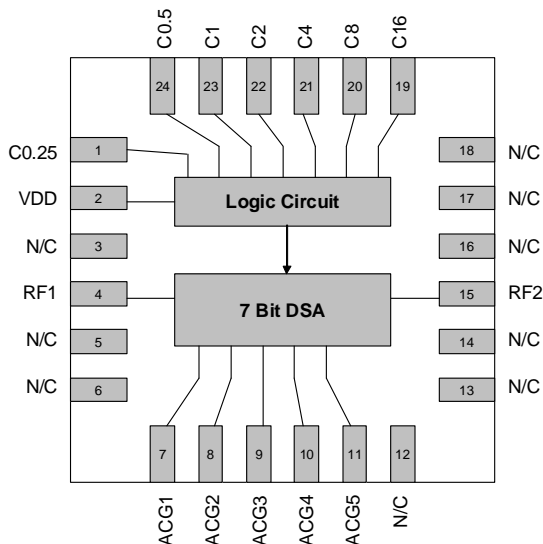 C0.5 C1 C2 C4 C8 C16
24 23 22 21 20 19
C0.25 1 18 N/C
VDD 2 Logic Circuit 17 N/C
N/C 3 16 N/C
RF1 4 7 Bit DSA 15 RF2
N/C 5 14 N/C
N/C 6 13 N/C
7 8 9 10 11 12
ACG1 ACG2 ACG3 ACG4 ACG5 N/C